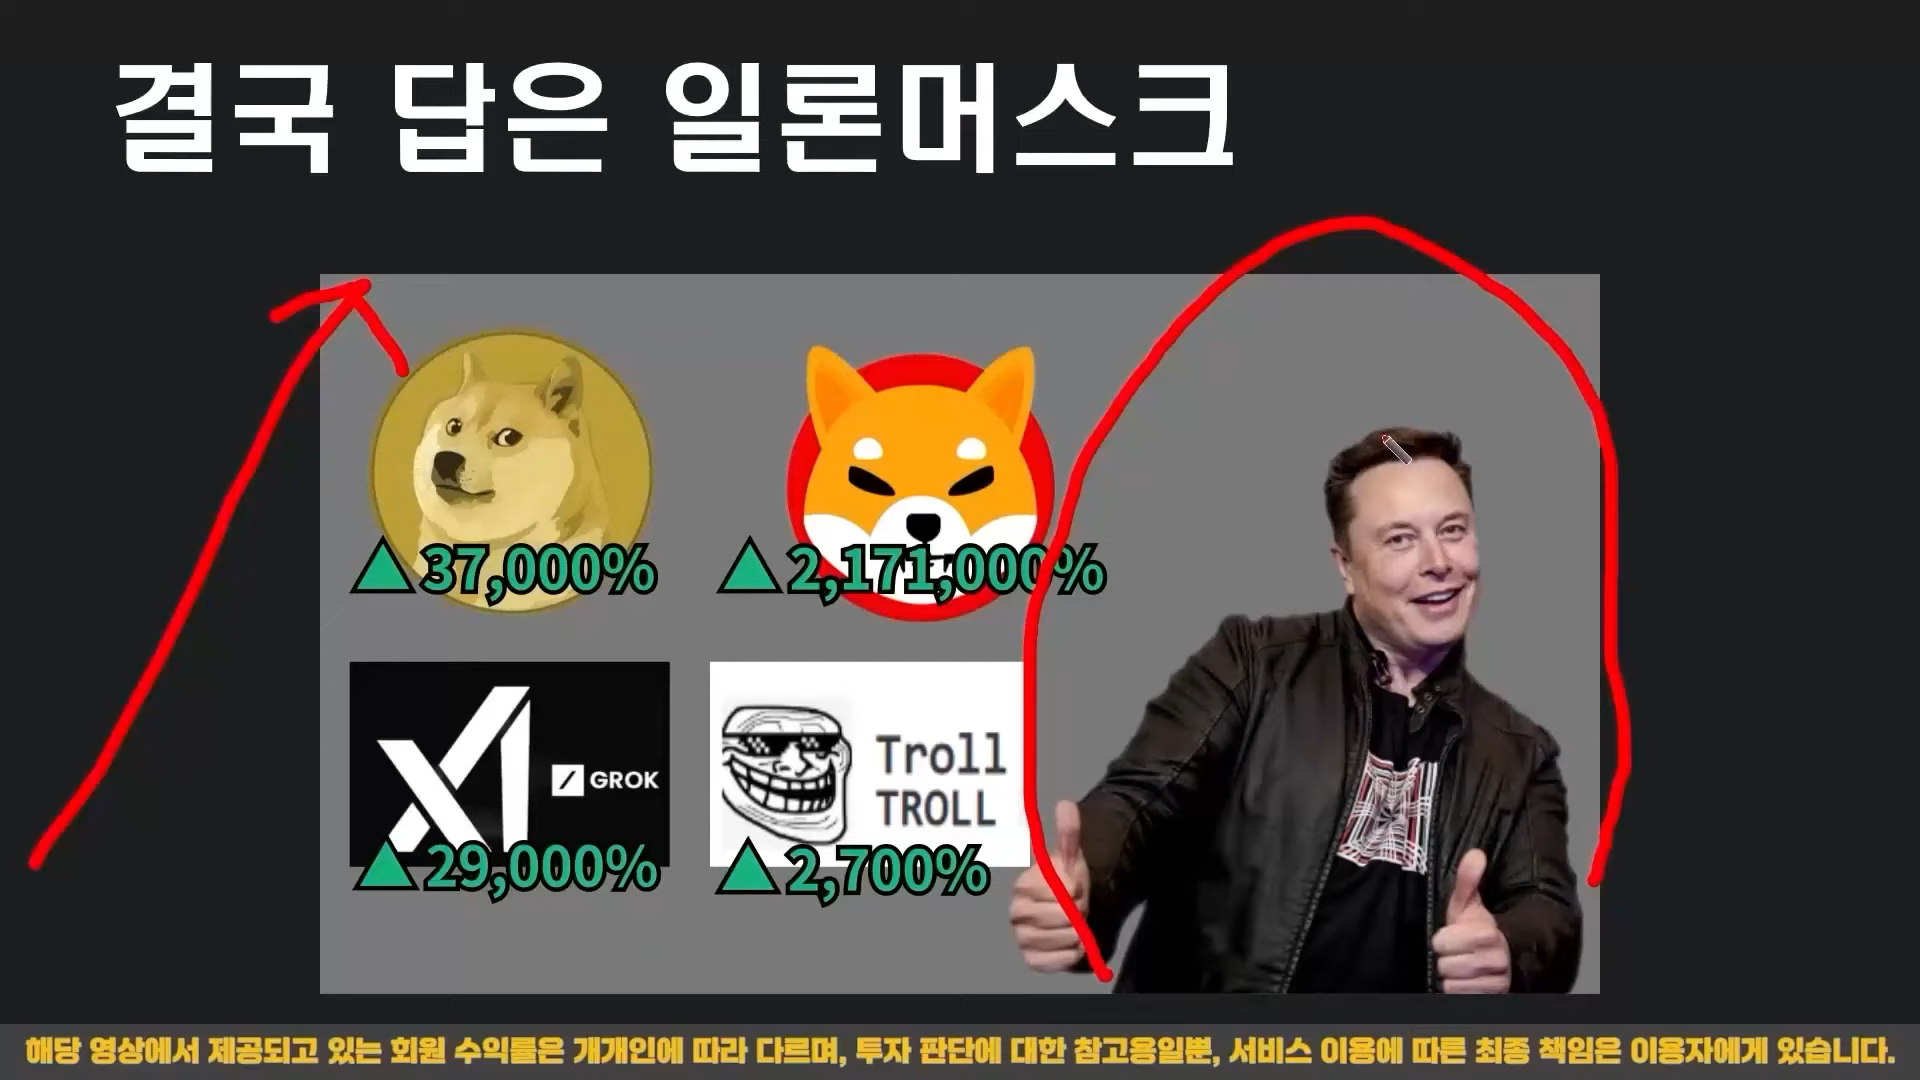 결국 답은 일론머스크
▲37,000%
▲2,171,000%
GROK
Troll
TROLL
▲29,000%
▲2,700%
해당 영상에서 제공되고 있는 회원 수익률은 개개인에 따라 다르며, 투자 판단에 대한 참고용일뿐, 서비스 이용에 따른 최종 책임은 이용자에게 있습니다.